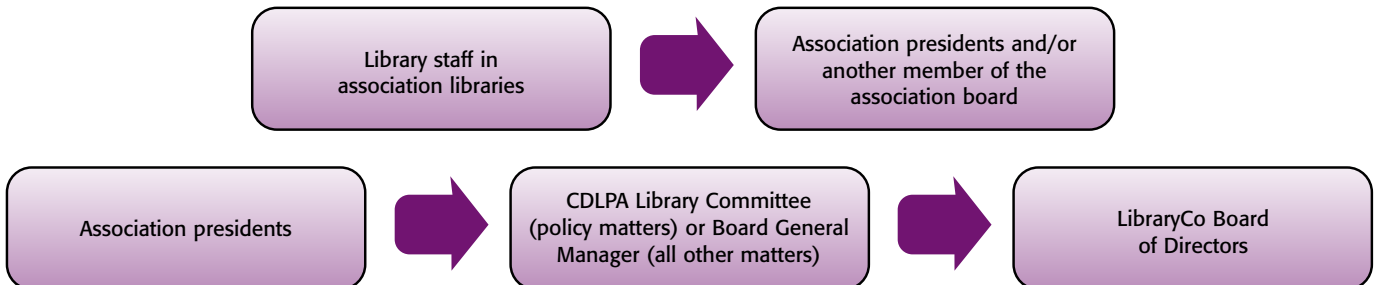 Library staff in
association libraries
Association presidents and/or
another member of the
association board
Association presidents
CDLPA Library Committee
(policy matters) or Board General
Manager (all other matters)
LibraryCo Board
of Directors